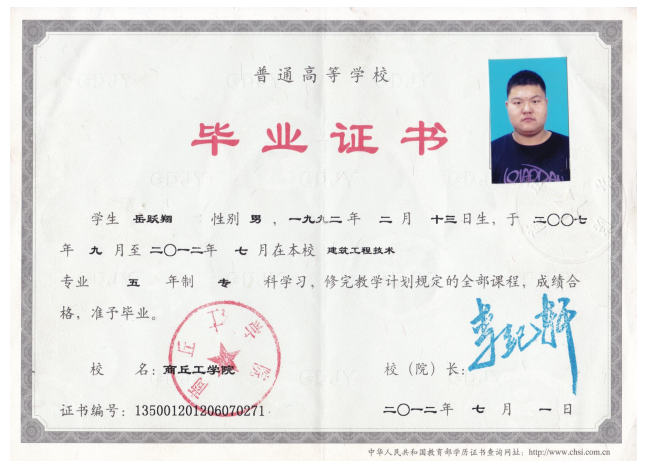 普通高等学校
毕业证书
学生 岳跃翔 性别 男，一九九二年 二 月 十三日生，于 二〇〇七
年 九 月至 二〇一二年 七 月在本校 建筑工程技术
专业 五 年制 专 科学习，修完教学计划规定的全部课程，成绩合
格，准予毕业。
校 名：商丘工学院 校（院）长：
证书编号：135001201206070271 二〇一二年 七 月 一 日
中华人民共和国教育部学历证书查询网址：http://www.chsi.com.cn